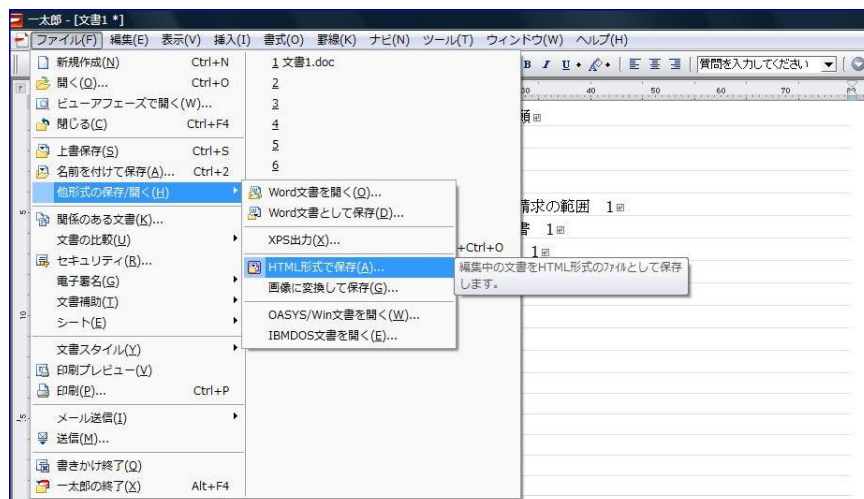 一太郎 - [文書1 *]
ファイル(F) 編集(E) 表示(V) 挿入(I) 書式(O) 罫線(K) ナビ(N) ツール(T) ウィンドウ(W) ヘルプ(H)
新規作成(N) Ctrl+N
開く(O)... Ctrl+O
ビューアフェーズで開く(W)...
閉じる(C) Ctrl+F4
上書保存(S) Ctrl+S
名前を付けて保存(A)... Ctrl+2
他形式の保存/開く(H)
関係のある文書(K)...
文書の比較(U)
セキュリティ(R)...
電子署名(G)
文書補助(T)
シート(E)
文書スタイル(Y)
印刷プレビュー(V)
印刷(P)... Ctrl+P
メール送信(I)
送信(M)...
書きかけ終了(Q)
一太郎の終了(X) Alt+F4
1 文書1.doc
2
3
4
5
6
Word文書を開く(O)...
Word文書として保存(D)...
XPS出力(X)...
HTML形式で保存(A)...
画像に変換して保存(G)...
OASYS/Win文書を開く(W)...
IBMDOS文書を開く(E)...
+Ctrl+O
編集中の文書をHTML形式のファイルとして保存
します。
B I U
質問を入力してください
30 40 50 60 70
請求の範囲 1
書 1
1
5
10
15